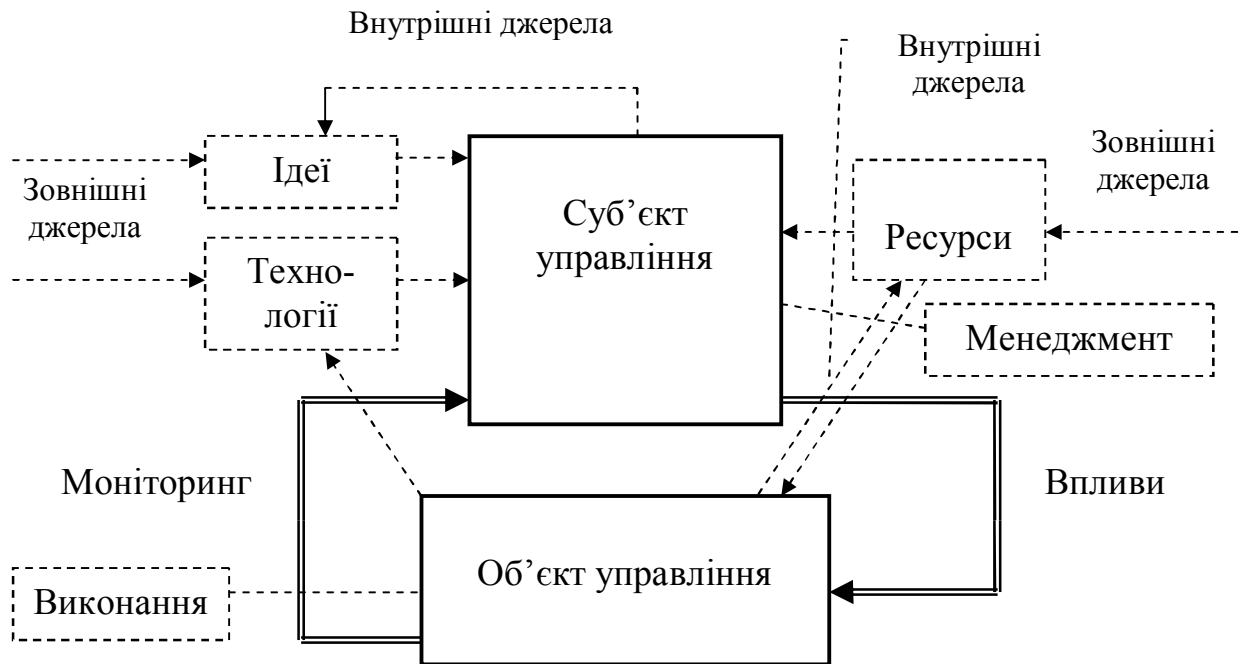 Внутрішні джерела
Внутрішні
джерела
Зовнішні
джерела
Ідеї
Зовнішні
джерела
Суб’єкт
управління
Ресурси
Техно-
логії
Менеджмент
Моніторинг
Впливи
Об’єкт управління
Виконання